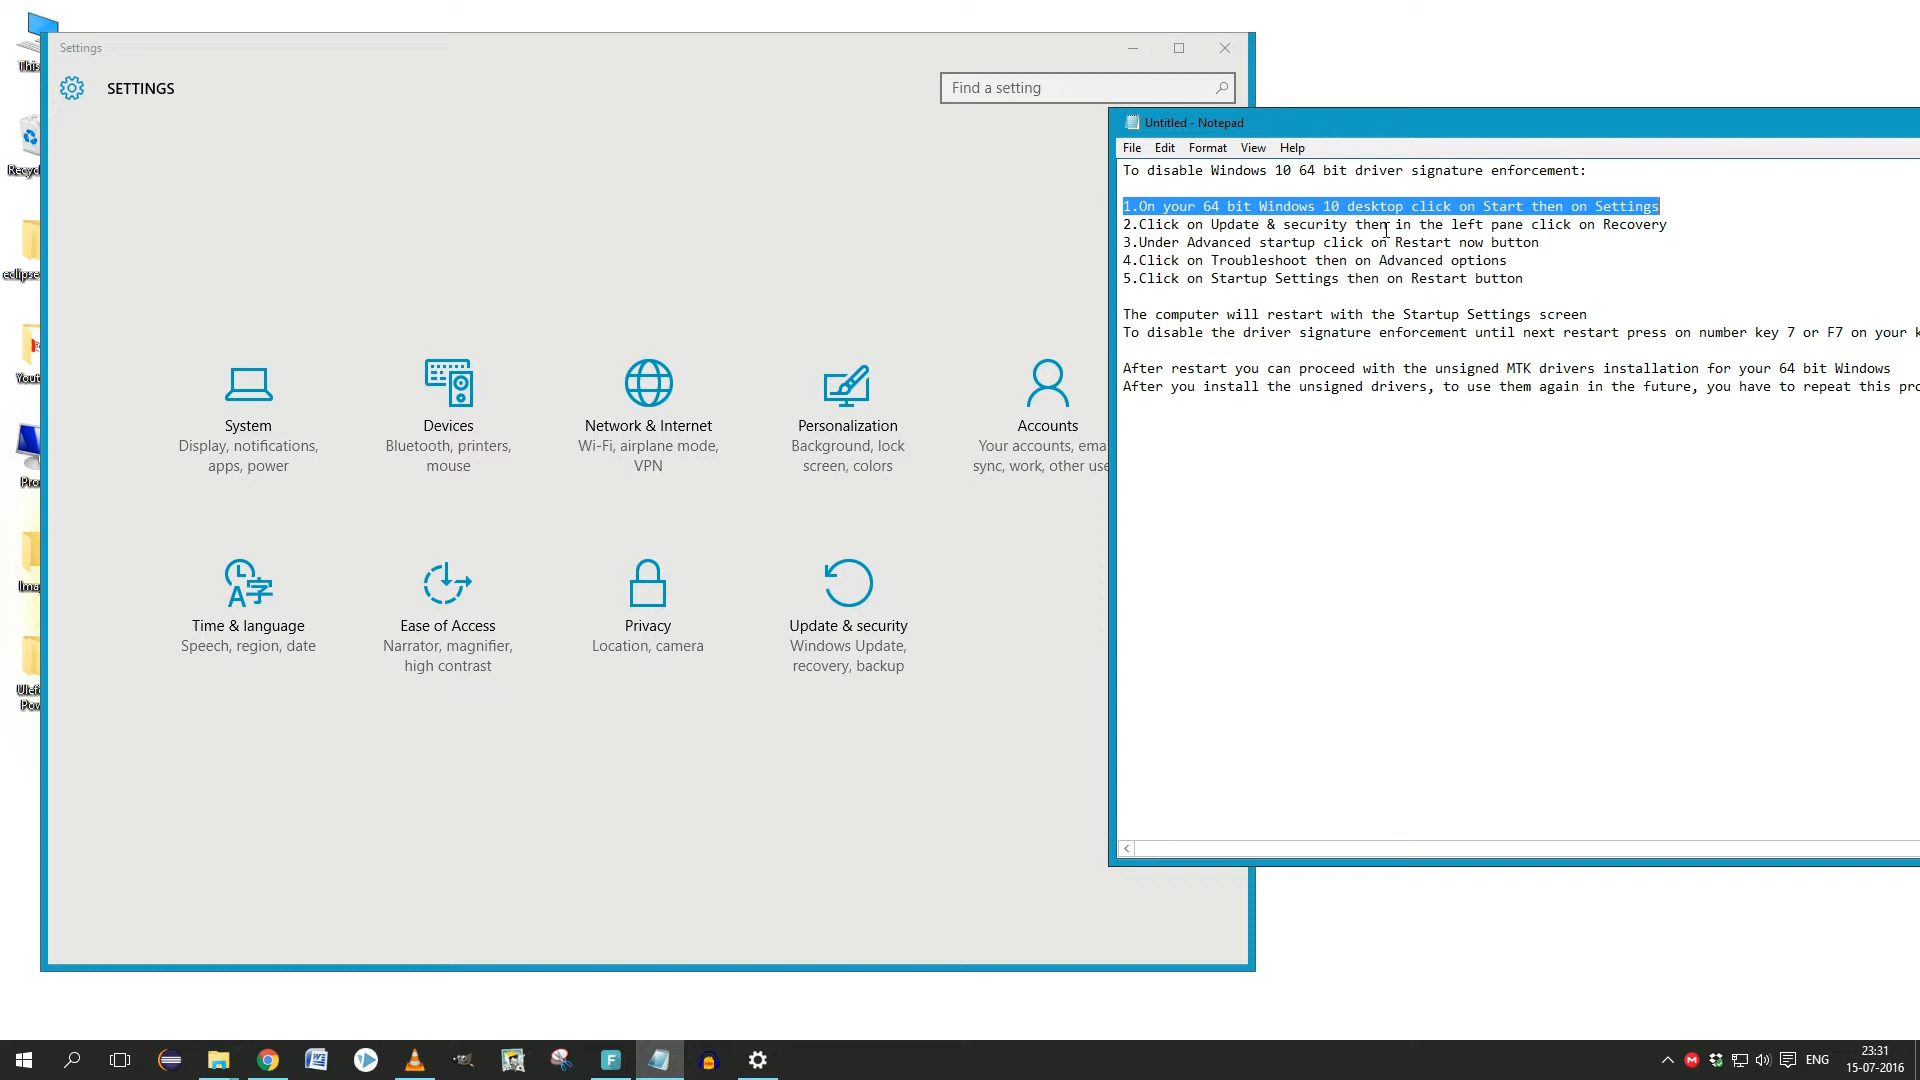 Settings
SETTINGS
Find a setting
System
Display, notifications,
apps, power
Devices
Bluetooth, printers,
mouse
Network & Internet
Wi-Fi, airplane mode,
VPN
Personalization
Background, lock
screen, colors
Accounts
Your accounts,
sync, work, other
Time & language
Speech, region, date
Ease of Access
Narrator, magnifier,
high contrast
Privacy
Location, camera
Update & security
Windows Update,
recovery, backup
Untitled - Notepad
File Edit Format View Help
To disable Windows 10 64 bit driver signature enforcement:
1.On your 64 bit Windows 10 desktop click on Start then on Settings
2.Click on Update & security then in the left pane click on Recovery
3.Under Advanced startup click on Restart now button
4.Click on Troubleshoot then on Advanced options
5.Click on Startup Settings then on Restart button
The computer will restart with the Startup Settings screen
To disable the driver signature enforcement until next restart press on number key 7 or F7 on your
After restart you can proceed with the unsigned MTK drivers installation for your 64 bit Windows
After you install the unsigned drivers, to use them again in the future, you have to repeat this
This
eclipse
ENG
23:31
15-07-2016